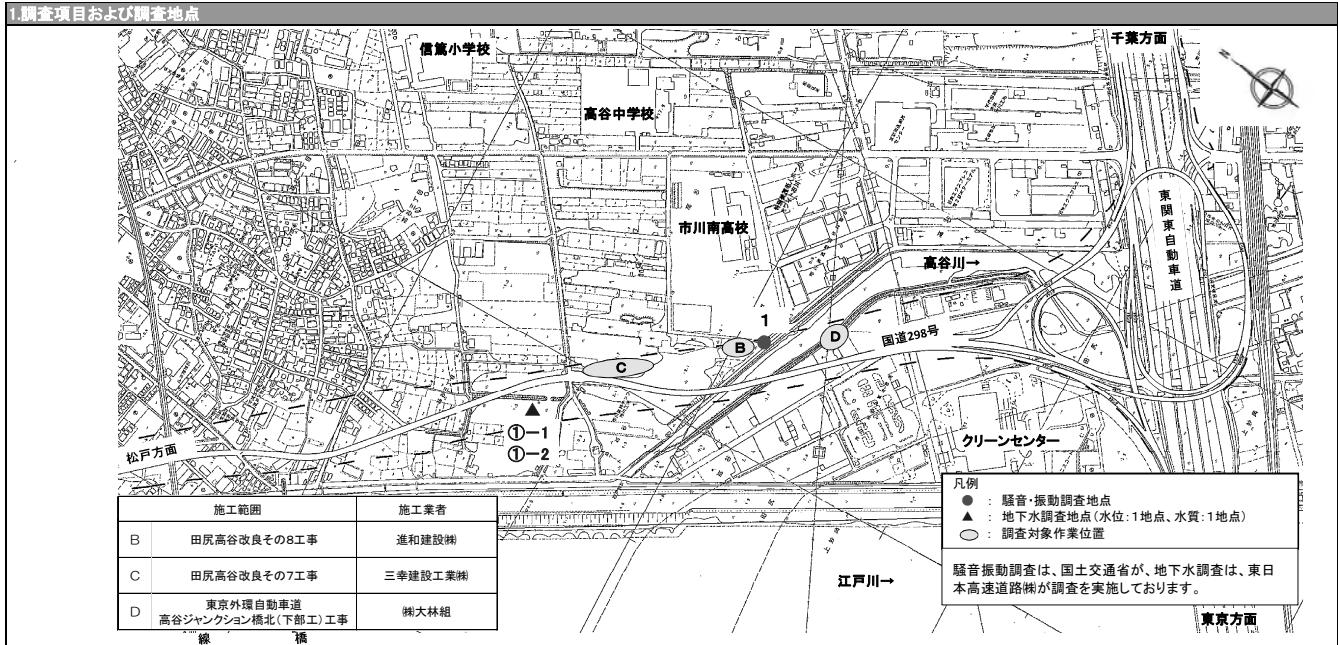 1.調査項目および調査地点
信篤小学校
千葉方面
高谷中学校
市川南高校
東関東自動車道
高谷川→
1
B
D
国道298号
C
①－1
①－2
松戸方面
クリーンセンター
江戸川→
東京方面
凡例
● : 騒音・振動調査地点
▲ : 地下水調査地点(水位:1地点、水質:1地点)
: 調査対象作業位置
騒音振動調査は、国土交通省が、地下水調査は、東日
本高速道路㈱が調査を実施しております。
施工範囲 施工業者
B 田尻高谷改良その8工事 進和建設㈱
C 田尻高谷改良その7工事 三幸建設工業㈱
D 東京外環自動車道
高谷ジャンクション橋北(下部工)工事 ㈱大林組
線 橋